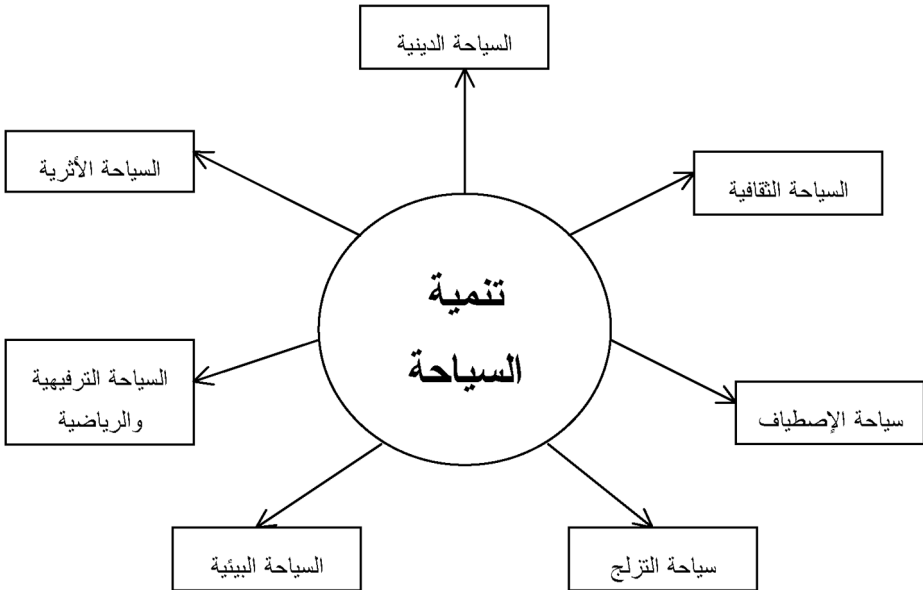 السياحة الدينية
السياحة الثقافية
السياحة الأثرية
تنمية
السياحة
السياحة الترفيهية
والرياضية
سياحة الإصطياف
سياحة التزلج
السياحة البيئية